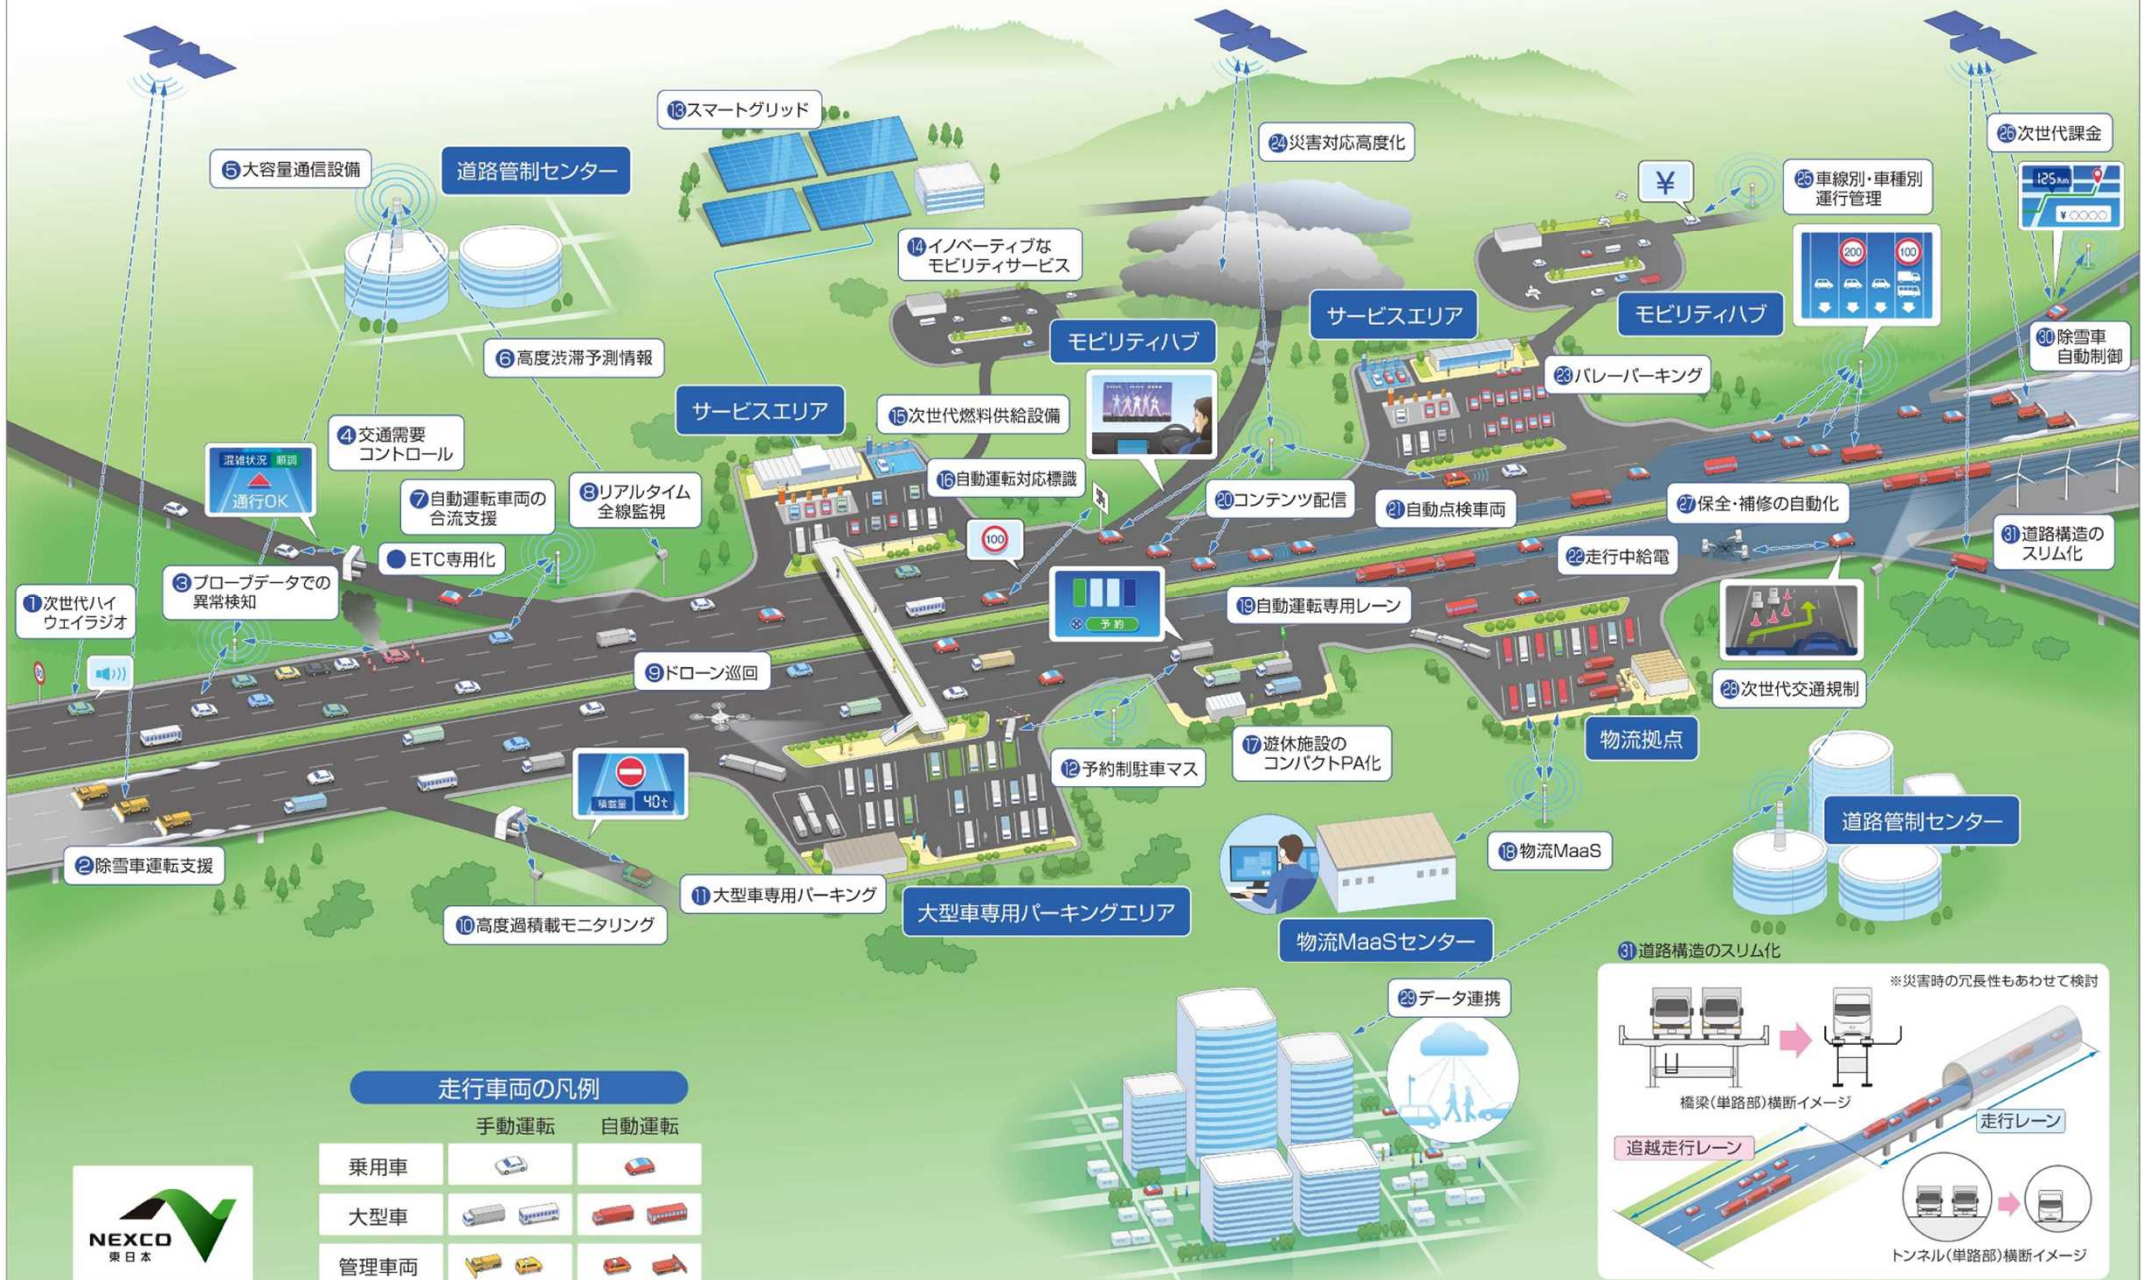 ⑬スマートグリッド
⑤大容量通信設備
道路管制センター
㉔災害対応高度化
㉖次世代課金
125Km
¥○○○○
¥
㉕車線別・車種別
運行管理
200
100
⑭イノベーティブな
モビリティサービス
サービスエリア
モビリティハブ
モビリティハブ
⑥高度渋滞予測情報
㉚除雪車
自動制御
㉓バレーパーキング
サービスエリア
⑮次世代燃料供給設備
④交通需要
コントロール
混雑状況 順調
通行OK
⑦自動運転車両の
合流支援
⑧リアルタイム
全線監視
⑯自動運転対応標識
⑳コンテンツ配信
㉑自動点検車両
㉗保全・補修の自動化
㉛道路構造の
スリム化
100
●ETC専用化
㉒走行中給電
③プローブデータでの
異常検知
①次世代ハイ
ウェイラジオ
予約
⑲自動運転専用レーン
⑨ドローン巡回
㉘次世代交通規制
⑰遊休施設の
コンパクトPA化
物流拠点
⑫予約制駐車マス
積載量 40t
②除雪車運転支援
⑱物流MaaS
道路管制センター
⑪大型車専用パーキング
大型車専用パーキングエリア
⑩高度過積載モニタリング
物流MaaSセンター
㉙データ連携
㉛道路構造のスリム化
※災害時の冗長性もあわせて検討
橋梁(単路部)横断イメージ
走行レーン
追越走行レーン
トンネル(単路部)横断イメージ
走行車両の凡例
手動運転 自動運転
乗用車
大型車
管理車両
NEXCO
東日本